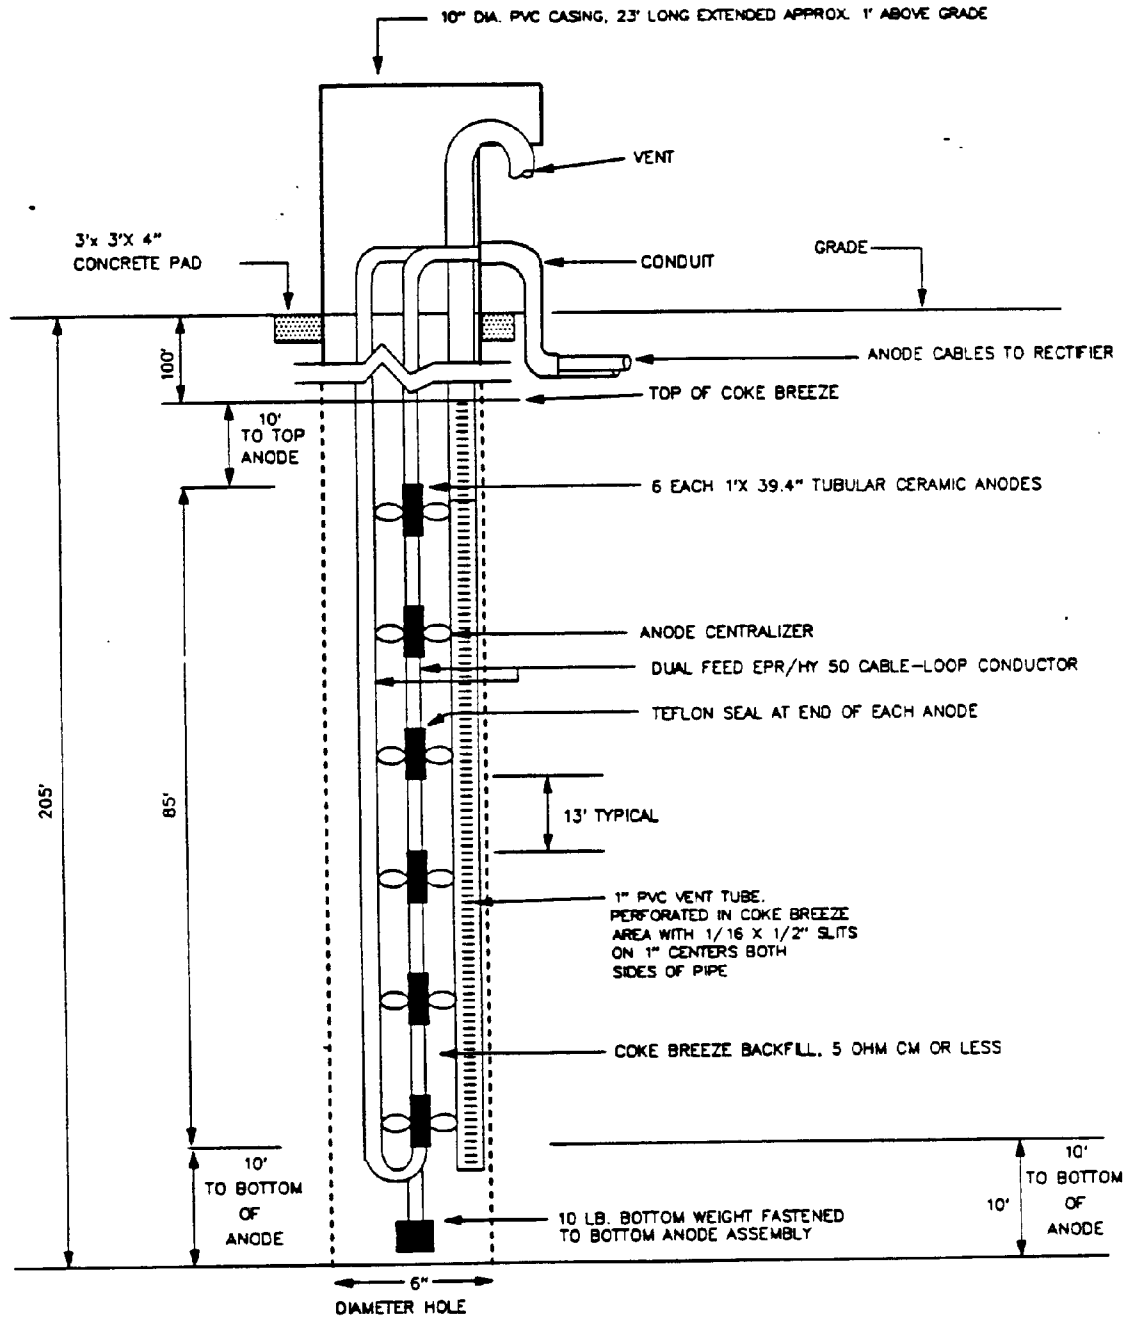 10" DIA. PVC CASING, 23' LONG EXTENDED APPROX. 1' ABOVE GRADE
VENT
3'x 3'X 4"
CONCRETE PAD
CONDUIT
GRADE
100'
ANODE CABLES TO RECTIFIER
TOP OF COKE BREEZE
10'
TO TOP
ANODE
6 EACH 1'X 39.4" TUBULAR CERAMIC ANODES
ANODE CENTRALIZER
DUAL FEED EPR/HY 50 CABLE-LOOP CONDUCTOR
TEFLON SEAL AT END OF EACH ANODE
205'
85'
13' TYPICAL
1" PVC VENT TUBE.
PERFORATED IN COKE BREEZE
AREA WITH 1/16 X 1/2" SLITS
ON 1" CENTERS BOTH
SIDES OF PIPE
COKE BREEZE BACKFILL, 5 OHM CM OR LESS
10'
TO BOTTOM
OF
ANODE
10'
10'
TO BOTTOM
OF
ANODE
10 LB. BOTTOM WEIGHT FASTENED
TO BOTTOM ANODE ASSEMBLY
6"
DIAMETER HOLE